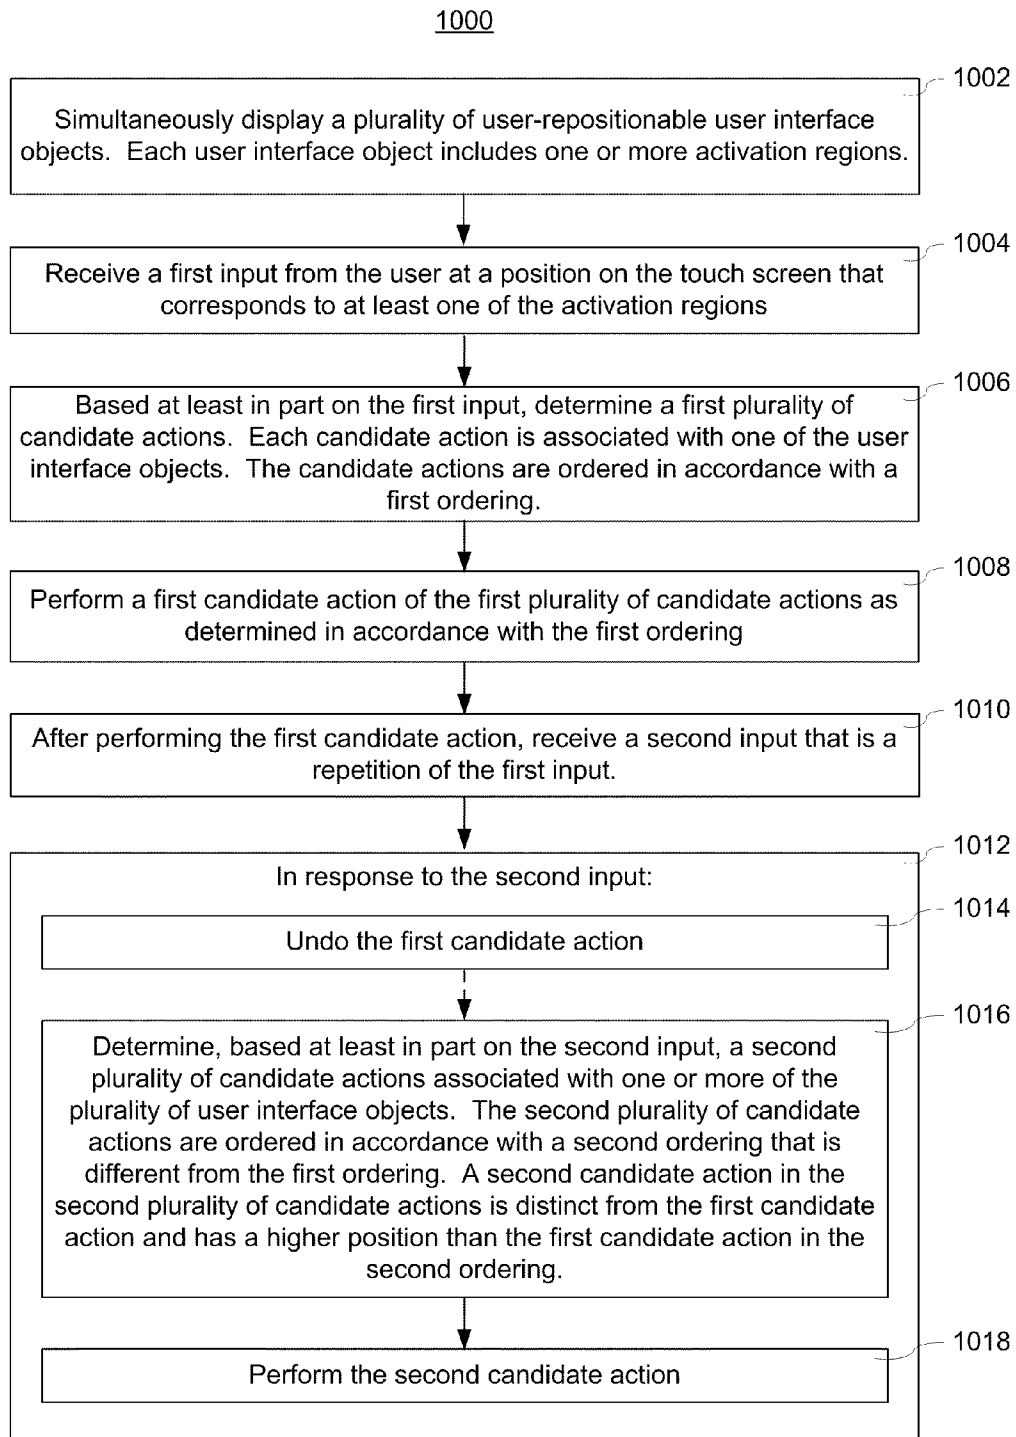 1000
1002
Simultaneously display a plurality of user-repositionable user interface
objects.  Each user interface object includes one or more activation regions.
1004
Receive a first input from the user at a position on the touch screen that
corresponds to at least one of the activation regions
1006
Based at least in part on the first input, determine a first plurality of
candidate actions.  Each candidate action is associated with one of the user
interface objects.  The candidate actions are ordered in accordance with a
first ordering.
1008
Perform a first candidate action of the first plurality of candidate actions as
determined in accordance with the first ordering
1010
After performing the first candidate action, receive a second input that is a
repetition of the first input.
1012
In response to the second input:
1014
Undo the first candidate action
1016
Determine, based at least in part on the second input, a second
plurality of candidate actions associated with one or more of the
plurality of user interface objects.  The second plurality of candidate
actions are ordered in accordance with a second ordering that is
different from the first ordering.  A second candidate action in the
second plurality of candidate actions is distinct from the first candidate
action and has a higher position than the first candidate action in the
second ordering.
1018
Perform the second candidate action